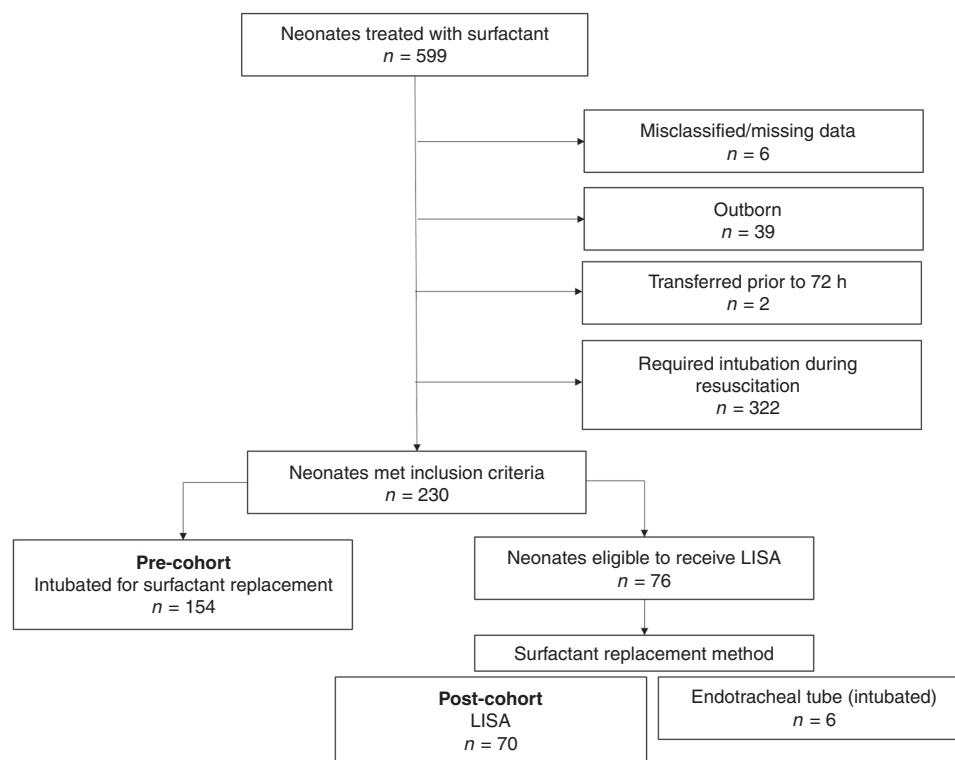 Neonates treated with surfactant
n = 599
Misclassified/missing data
n = 6
Outborn
n = 39
Transferred prior to 72 h
n = 2
Required intubation during
resuscitation
n = 322
Neonates met inclusion criteria
n = 230
Pre-cohort
Intubated for surfactant replacement
n = 154
Neonates eligible to receive LISA
n = 76
Surfactant replacement method
Post-cohort
LISA
n = 70
Endotracheal tube (intubated)
n = 6